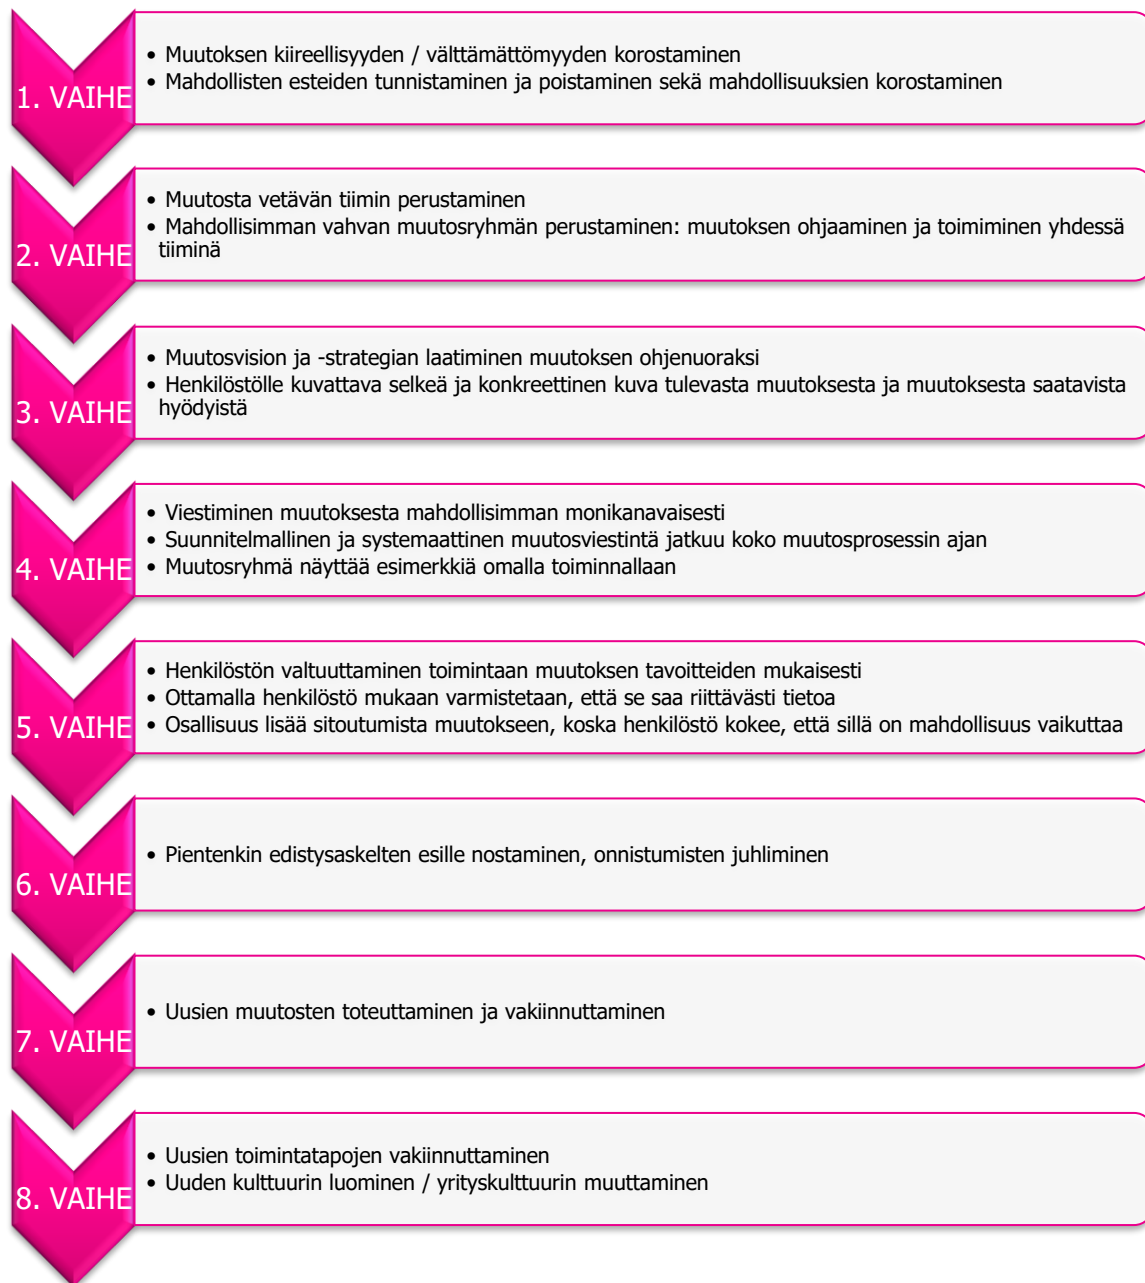 1. VAIHE
• Muutoksen kiireellisyyden / välttämättömyyden korostaminen
• Mahdollisten esteiden tunnistaminen ja poistaminen sekä mahdollisuuksien korostaminen
2. VAIHE
• Muutosta vetävän tiimin perustaminen
• Mahdollisimman vahvan muutosryhmän perustaminen: muutoksen ohjaaminen ja toimiminen yhdessä
tiiminä
3. VAIHE
• Muutosvision ja -strategian laatiminen muutoksen ohjenuoraksi
• Henkilöstölle kuvattava selkeä ja konkreettinen kuva tulevasta muutoksesta ja muutoksesta saatavista
hyödyistä
4. VAIHE
• Viestiminen muutoksesta mahdollisimman monikanavaisesti
• Suunnitelmallinen ja systemaattinen muutosviestintä jatkuu koko muutosprosessin ajan
• Muutosryhmä näyttää esimerkkiä omalla toiminnallaan
5. VAIHE
• Henkilöstön valtuuttaminen toimintaan muutoksen tavoitteiden mukaisesti
• Ottamalla henkilöstö mukaan varmistetaan, että se saa riittävästi tietoa
• Osallisuus lisää sitoutumista muutokseen, koska henkilöstö kokee, että sillä on mahdollisuus vaikuttaa
6. VAIHE
• Pientenkin edistysaskelten esille nostaminen, onnistumisten juhliminen
7. VAIHE
• Uusien muutosten toteuttaminen ja vakiinnuttaminen
8. VAIHE
• Uusien toimintatapojen vakiinnuttaminen
• Uuden kulttuurin luominen / yrityskulttuurin muuttaminen